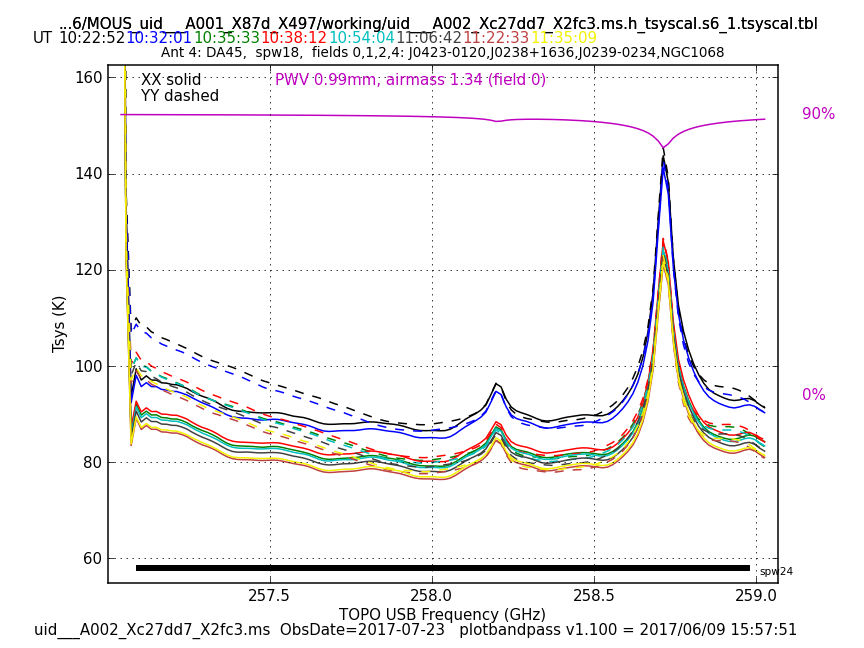 ...6/MOUS_uid___A001_X87d_X497/working/uid___A002_Xc27dd7_X2fc3.ms.h_tsyscal.s6_1.tsyscal.tbl
UT 10:22:52 10:32:01 10:35:33 10:38:12 10:54:04 11:06:42 11:22:33 11:35:09
Ant 4: DA45, spw18, fields 0,1,2,4: J0423-0120,J0238+1636,J0239-0234,NGC1068
XX solid
YY dashed
PWV 0.99mm, airmass 1.34 (field 0)
90%
0%
160
140
120
100
80
60
Tsys (K)
spw24
257.5 258.0 258.5 259.0
TOPO USB Frequency (GHz)
uid___A002_Xc27dd7_X2fc3.ms ObsDate=2017-07-23 plotbandpass v1.100 = 2017/06/09 15:57:51